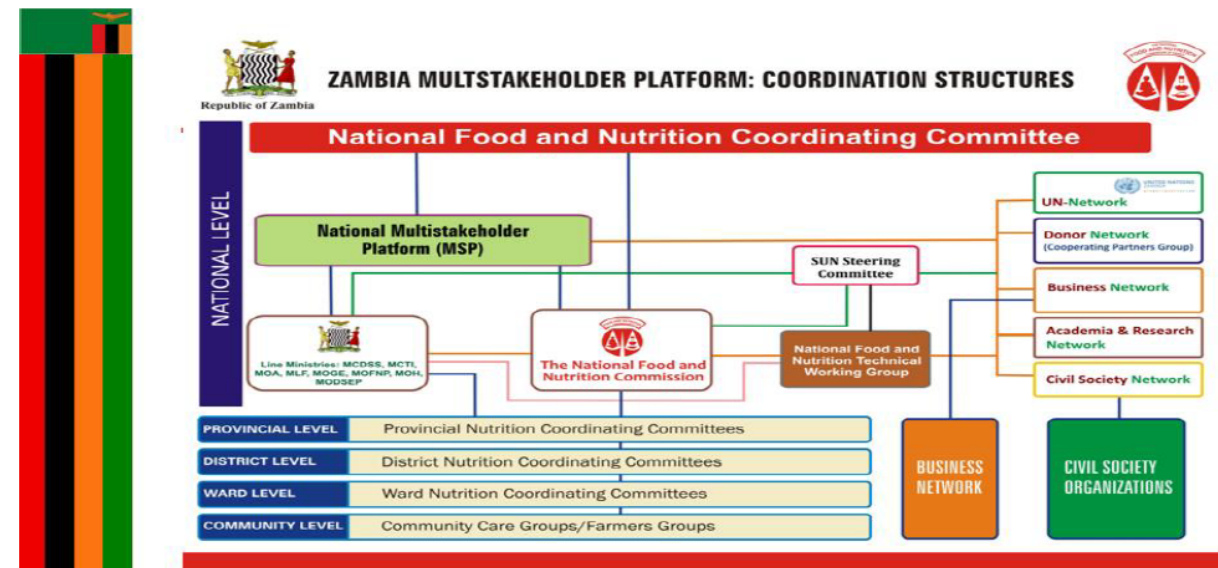 ZAMBIA MULTSTAKEHOLDER PLATFORM: COORDINATION STRUCTURES
Republic of Zambia
National Food and Nutrition Coordinating Committee
NATIONAL LEVEL
National Multistakeholder
Platform (MSP)
SUN Steering
Committee
UNITED NATIONS
UN-Network
Donor Network
(Cooperating Partners Group)
Business Network
Academia & Research
Network
Civil Society Network
Line Ministries: MCDSS, MCTI,
MOA, MLF, MOGE, MOFNP, MOH,
MODSEP
The National Food and
Nutrition Commission
National Food and
Nutrition Technical
Working Group
PROVINCIAL LEVEL Provincial Nutrition Coordinating Committees
DISTRICT LEVEL District Nutrition Coordinating Committees
WARD LEVEL Ward Nutrition Coordinating Committees
COMMUNITY LEVEL Community Care Groups/Farmers Groups
BUSINESS
NETWORK
CIVIL SOCIETY
ORGANIZATIONS